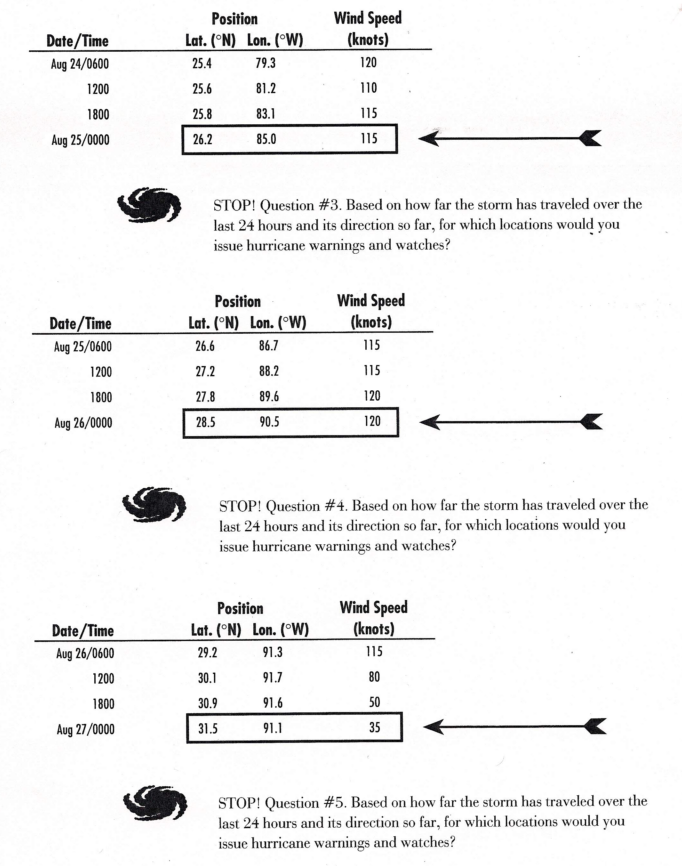 Position Wind Speed
Date/Time Lat. (°N) Lon. (°W) (knots)
Aug 24/0600 25.4 79.3 120
1200 25.6 81.2 110
1800 25.8 83.1 115
Aug 25/0000 26.2 85.0 115
STOP! Question #3. Based on how far the storm has traveled over the
last 24 hours and its direction so far, for which locations would you
issue hurricane warnings and watches?
Position Wind Speed
Date/Time Lat. (°N) Lon. (°W) (knots)
Aug 25/0600 26.6 86.7 115
1200 27.2 88.2 115
1800 27.8 89.6 120
Aug 26/0000 28.5 90.5 120
STOP! Question #4. Based on how far the storm has traveled over the
last 24 hours and its direction so far, for which locations would you
issue hurricane warnings and watches?
Position Wind Speed
Date/Time Lat. (°N) Lon. (°W) (knots)
Aug 26/0600 29.2 91.3 115
1200 30.1 91.7 80
1800 30.9 91.6 50
Aug 27/0000 31.5 91.1 35
STOP! Question #5. Based on how far the storm has traveled over the
last 24 hours and its direction so far, for which locations would you
issue hurricane warnings and watches?